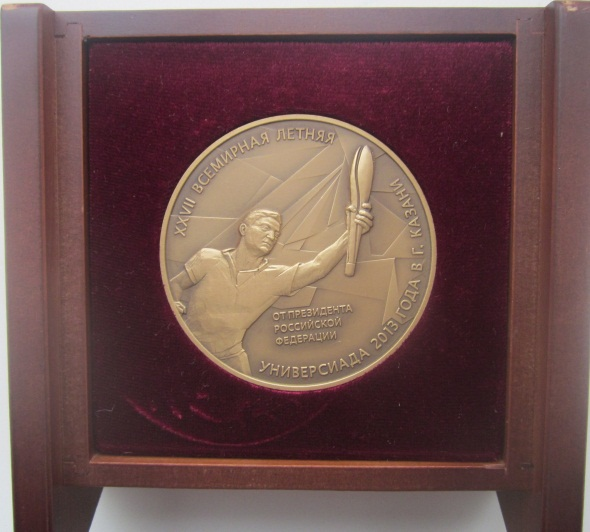 XXVII ВСЕМИРНАЯ ЛЕТНЯЯ
УНИВЕРСИАДА 2013 ГОДА В Г. КАЗАНИ
ОТ ПРЕЗИДЕНТА
РОССИЙСКОЙ
ФЕДЕРАЦИИ